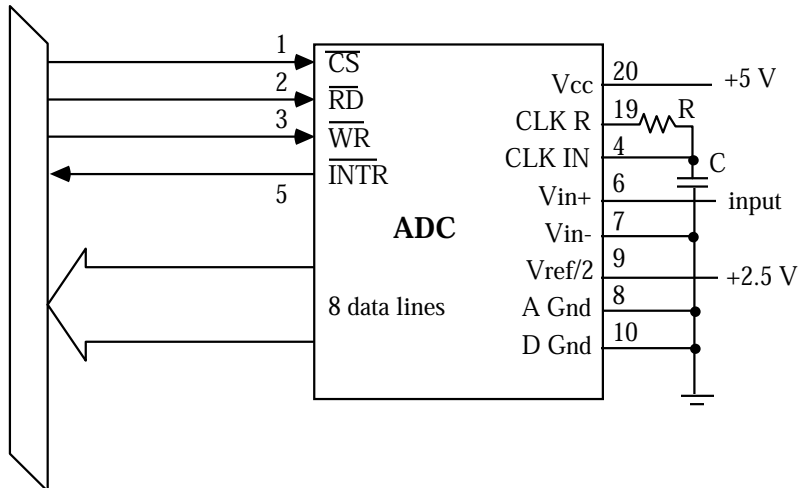 1
CS
2
RD
3
WR
INTR
5
ADC
8 data lines
Vcc 20 +5 V
CLK R 19 R
CLK IN 4 C
Vin+ 6 input
Vin- 7
Vref/2 9 +2.5 V
A Gnd 8
D Gnd 10